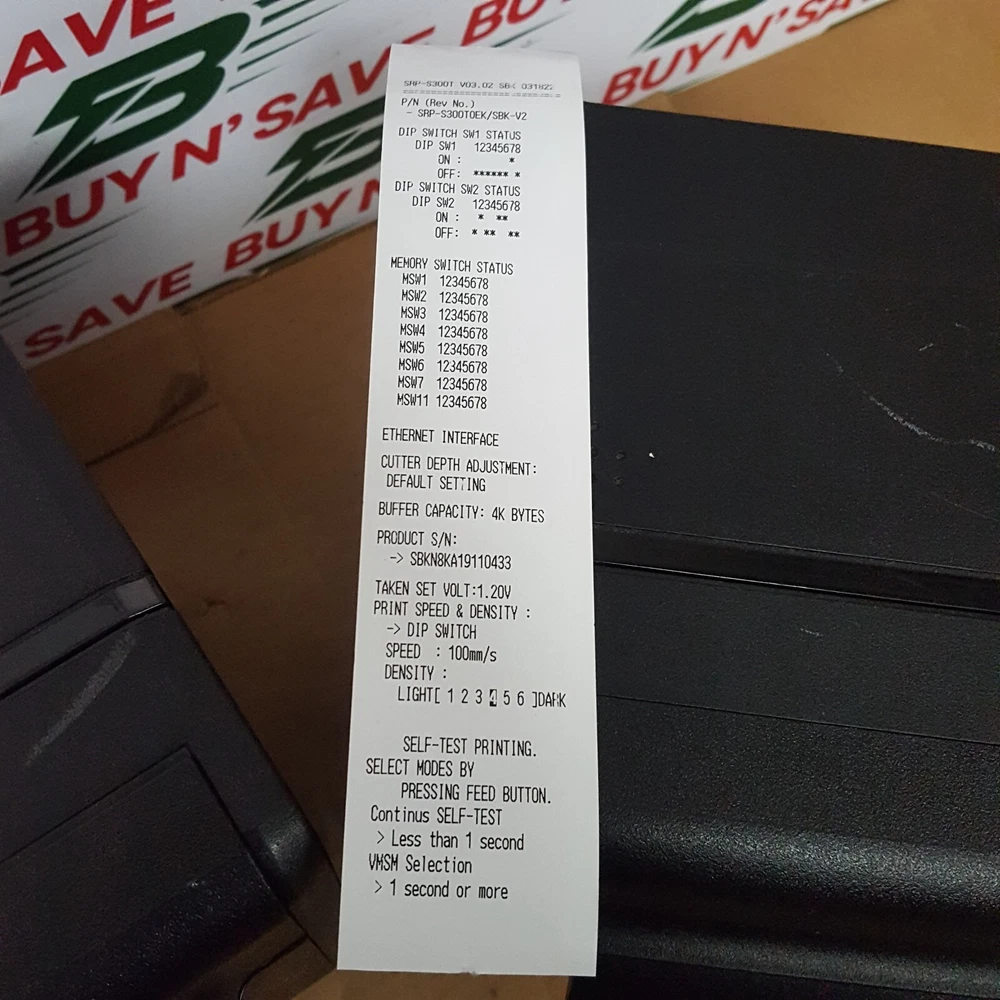 SAVE
BUY N' SAVE
BUY N' SAVE
SAVE BUY N
BUY N' SAV
SRP-S300T V03.02 SBK 031822
P/N (Rev No.)
- SRP-S300TOEK/SBK-V2
DIP SWITCH SW1 STATUS
DIP SW1 12345678
ON : *
OFF: ****** *
DIP SWITCH SW2 STATUS
DIP SW2 12345678
ON : * **
OFF: * ** **
MEMORY SWITCH STATUS
MSW1 12345678
MSW2 12345678
MSW3 12345678
MSW4 12345678
MSW5 12345678
MSW6 12345678
MSW7 12345678
MSW11 12345678
ETHERNET INTERFACE
CUTTER DEPTH ADJUSTMENT:
DEFAULT SETTING
BUFFER CAPACITY: 4K BYTES
PRODUCT S/N:
-> SBKN8KA19110433
TAKEN SET VOLT:1.20V
PRINT SPEED & DENSITY :
-> DIP SWITCH
SPEED : 100mm/s
DENSITY :
LIGHT[ 1 2 3 4 5 6 ]DARK
SELF-TEST PRINTING.
SELECT MODES BY
PRESSING FEED BUTTON.
Continus SELF-TEST
> Less than 1 second
VMSM Selection
> 1 second or more